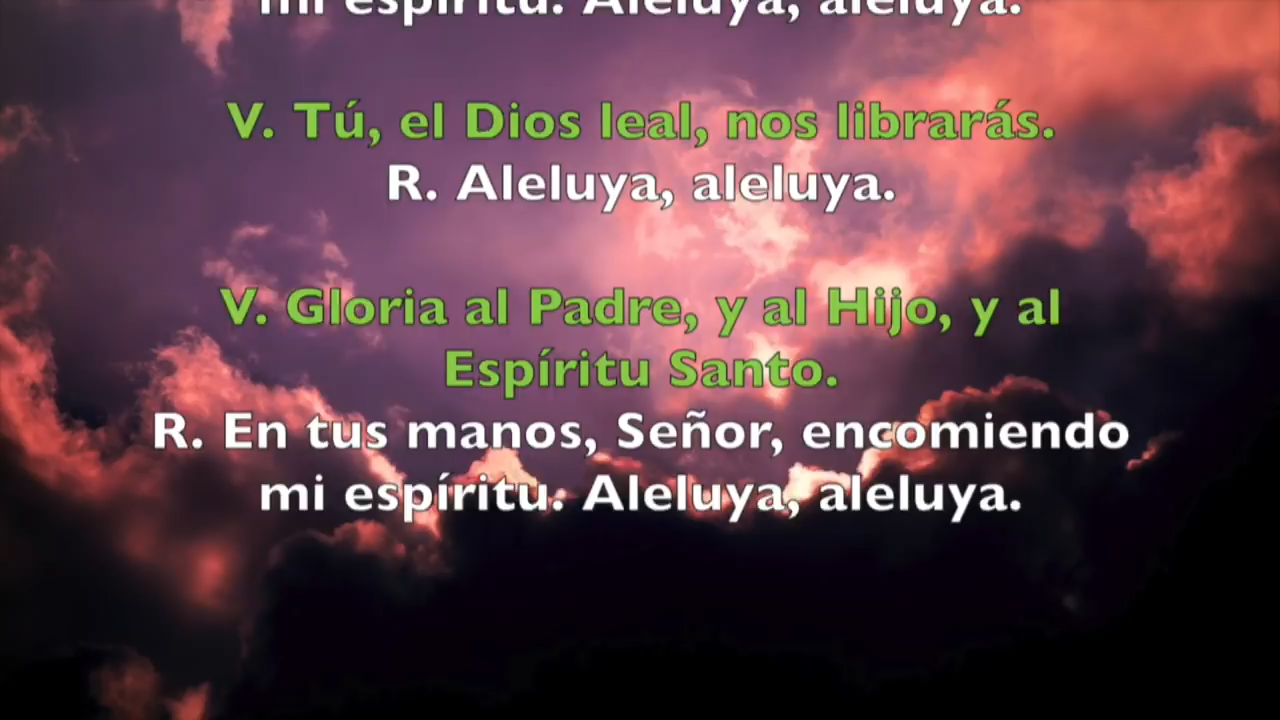 mi espíritu. Aleluya, aleluya.
V. Tú, el Dios leal, nos librarás.
R. Aleluya, aleluya.
V. Gloria al Padre, y al Hijo, y al
Espíritu Santo.
R. En tus manos, Señor, encomiendo
mi espíritu. Aleluya, aleluya.